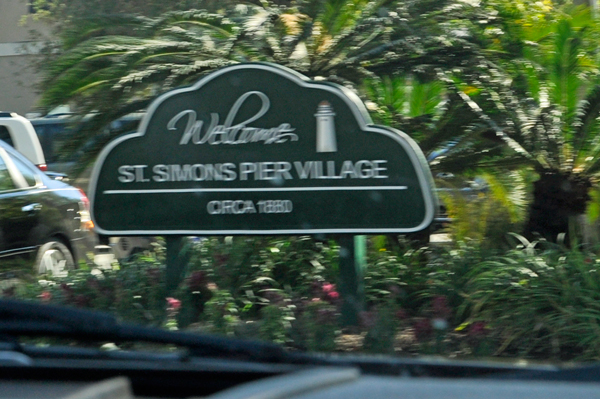 Welcome
ST. SIMONS PIER VILLAGE
CIRCA 1880